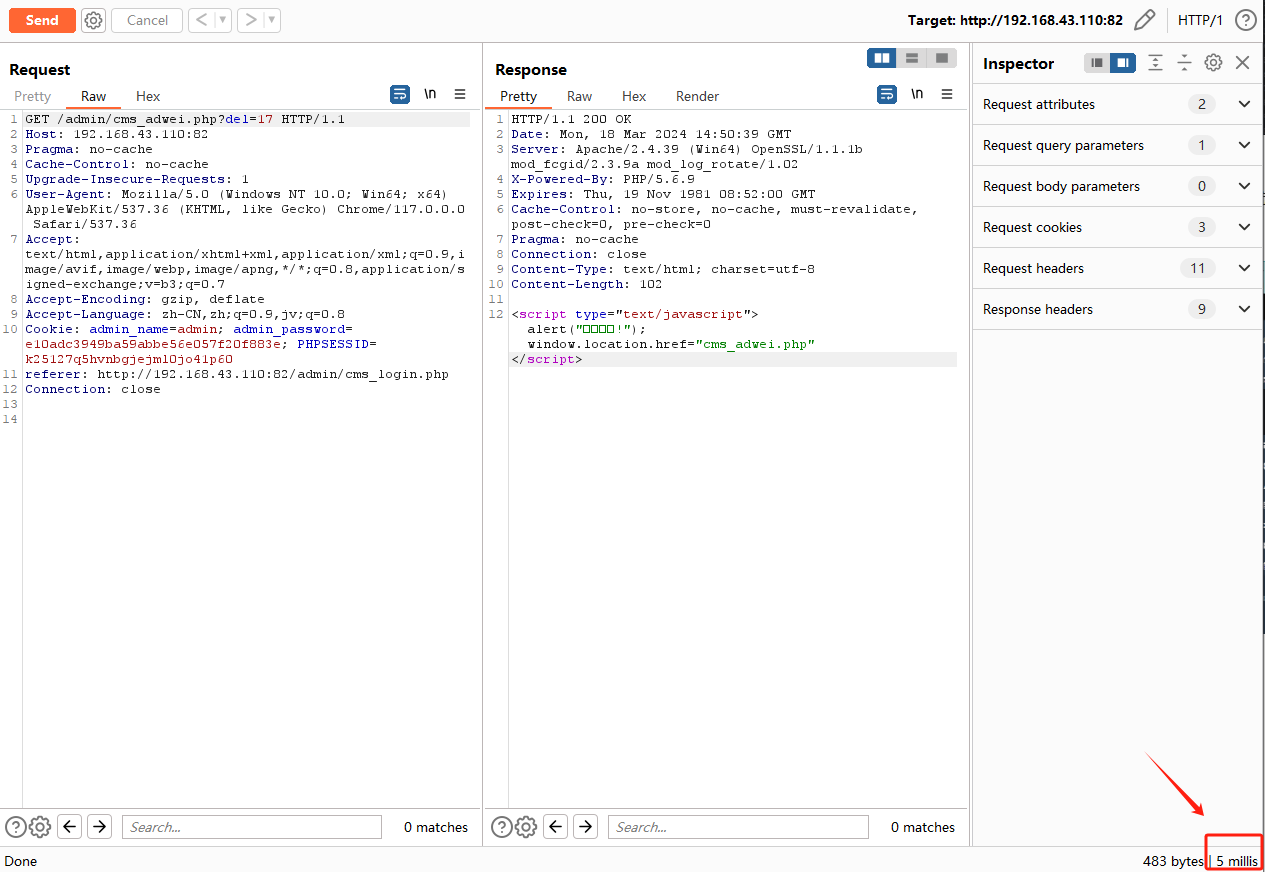 Send
Cancel
Target: http://192.168.43.110:82
HTTP/1
Request
Pretty
Raw
Hex
\n
1 GET /admin/cms_adwei.php?del=17 HTTP/1.1
2 Host: 192.168.43.110:82
3 Pragma: no-cache
4 Cache-Control: no-cache
5 Upgrade-Insecure-Requests: 1
6 User-Agent: Mozilla/5.0 (Windows NT 10.0; Win64; x64)
AppleWebKit/537.36 (KHTML, like Gecko) Chrome/117.0.0.0
Safari/537.36
7 Accept:
text/html,application/xhtml+xml,application/xml;q=0.9,i
mage/avif,image/webp,image/apng,*/*;q=0.8,application/s
igned-exchange;v=b3;q=0.7
8 Accept-Encoding: gzip, deflate
9 Accept-Language: zh-CN,zh;q=0.9,jv;q=0.8
10 Cookie: admin_name=admin; admin_password=
e10adc3949ba59abbe56e057f20f883e; PHPSESSID=
k25127q5hvnbgjejml0jo41p60
11 referer: http://192.168.43.110:82/admin/cms_login.php
12 Connection: close
13
14
Search...
0 matches
Response
Pretty
Raw
Hex
Render
\n
1 HTTP/1.1 200 OK
2 Date: Mon, 18 Mar 2024 14:50:39 GMT
3 Server: Apache/2.4.39 (Win64) OpenSSL/1.1.1b
mod_fcgid/2.3.9a mod_log_rotate/1.02
4 X-Powered-By: PHP/5.6.9
5 Expires: Thu, 19 Nov 1981 08:52:00 GMT
6 Cache-Control: no-store, no-cache, must-revalidate,
post-check=0, pre-check=0
7 Pragma: no-cache
8 Connection: close
9 Content-Type: text/html; charset=utf-8
10 Content-Length: 102
11
12 <script type="text/javascript">
alert("□□□□!");
window.location.href="cms_adwei.php"
</script>
Search...
0 matches
Inspector
Request attributes 2
Request query parameters 1
Request body parameters 0
Request cookies 3
Request headers 11
Response headers 9
Done
483 bytes | 5 millis